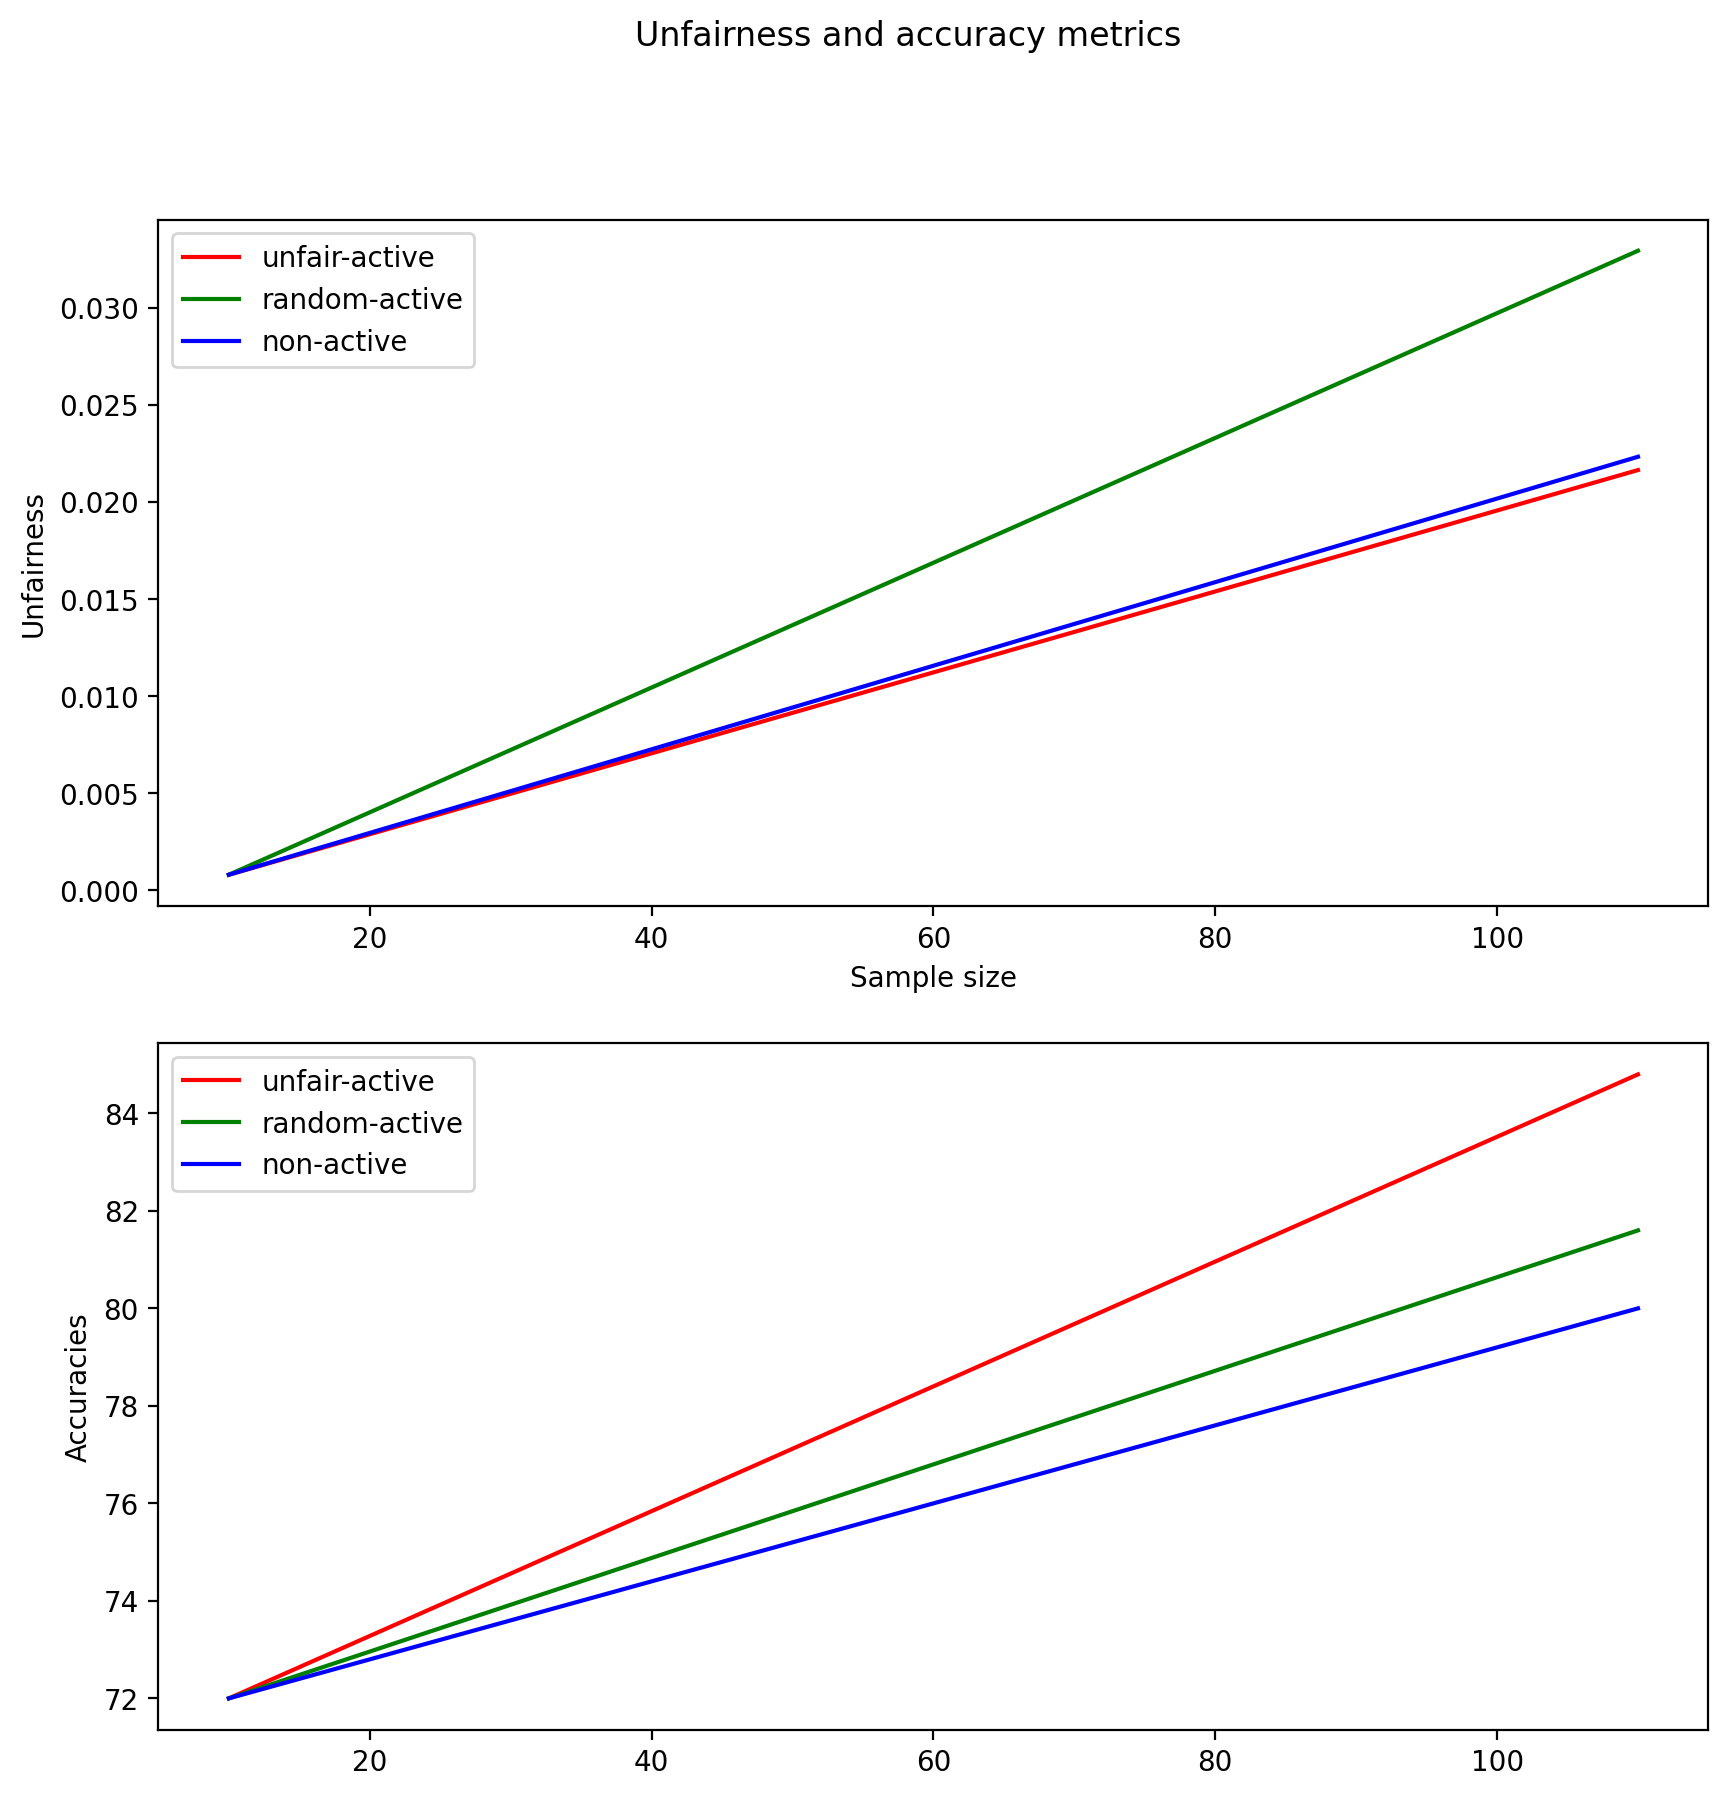 Unfairness and accuracy metrics
unfair-active
random-active
non-active
0.030
0.025
0.020
0.015
0.010
0.005
0.000
Unfairness
20 40 60 80 100
Sample size
unfair-active
random-active
non-active
84
82
80
78
76
74
72
Accuracies
20 40 60 80 100